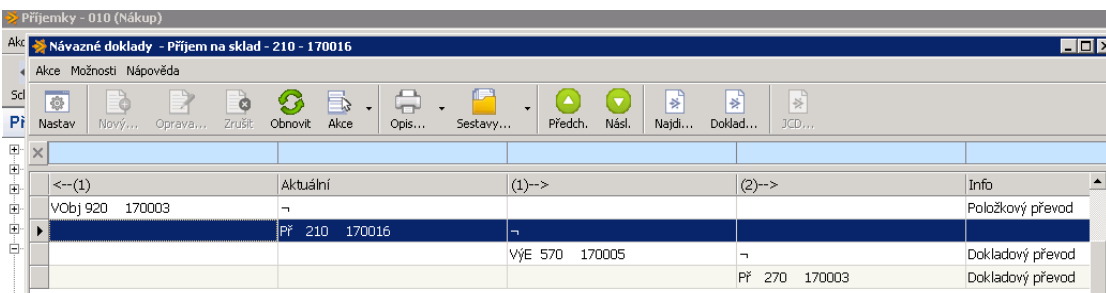 Příjemky - 010 (Nákup)
Akc
Návazné doklady - Příjem na sklad - 210 - 170016
Akce Možnosti Nápověda
Scl
Nastav Nový... Oprava... Zrušit Obnovit Akce Opis... Sestavy... Předch. Násl. Najdi... Doklad... JCD...
Př
<--(1) Aktuální (1)--> (2)--> Info
VObj 920 170003 ¬ Položkový převod
Př 210 170016 ¬
VýE 570 170005 ¬ Dokladový převod
Př 270 170003 Dokladový převod